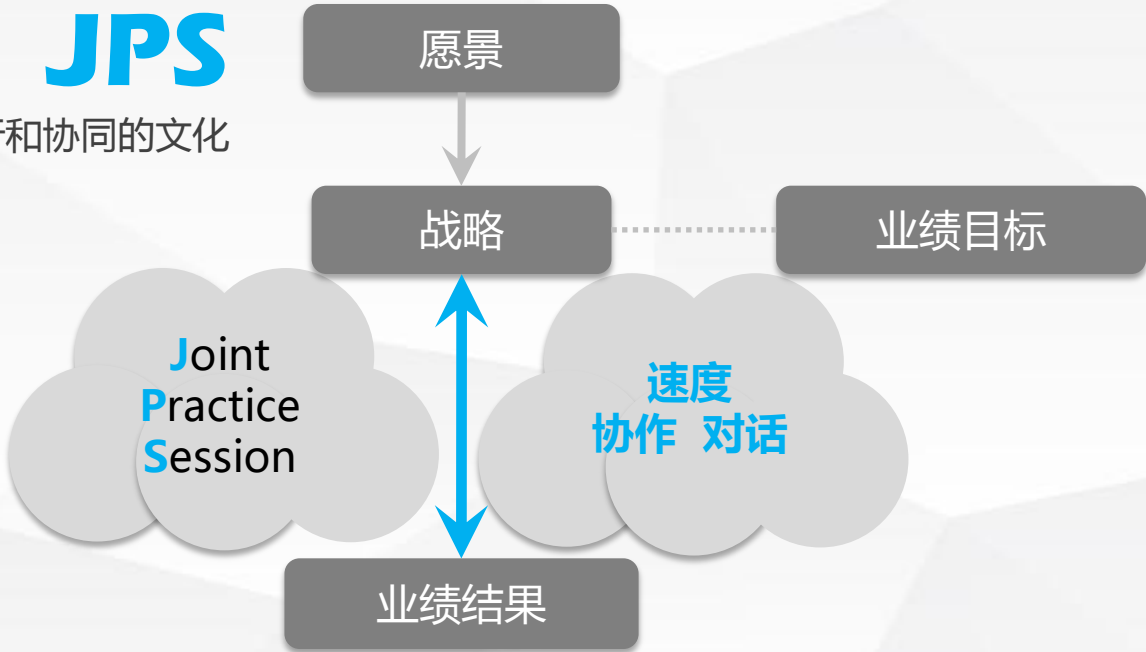 JPS
和协同的文化
愿景
战略
业绩目标
Joint
Practice
Session
速度
协作 对话
业绩结果